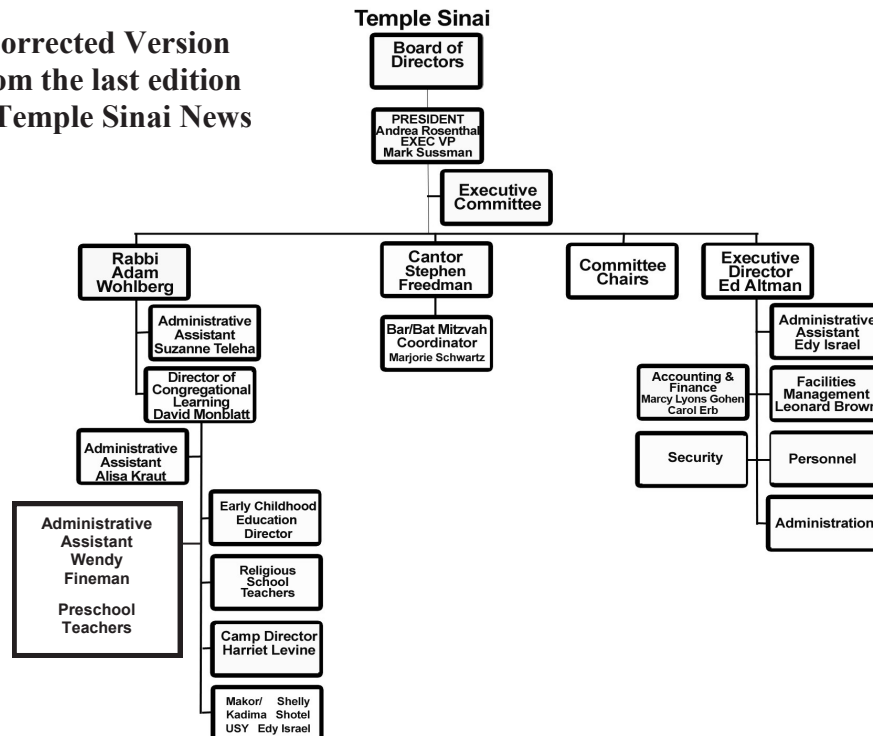 Temple Sinai
orrected Version
om the last edition
Temple Sinai News
Board of
Directors
PRESIDENT
Andrea Rosenthal
EXEC VP
Mark Sussman
Executive
Committee
Rabbi
Adam
Wohlberg
Cantor
Stephen
Freedman
Committee
Chairs
Executive
Director
Ed Altman
Administrative
Assistant
Suzanne Teleha
Bar/Bat Mitzvah
Coordinator
Marjorie Schwartz
Administrative
Assistant
Edy Israel
Director of
Congregational
Learning
David Monblatt
Accounting &
Finance
Marcy Lyons Gohen
Carol Erb
Facilities
Management
Leonard Brown
Administrative
Assistant
Alisa Kraut
Security
Personnel
Administrative
Assistant
Wendy
Fineman
Preschool
Teachers
Early Childhood
Education
Director
Administration
Religious
School
Teachers
Camp Director
Harriet Levine
Makor/ Shelly
Kadima Shotel
USY Edy Israel